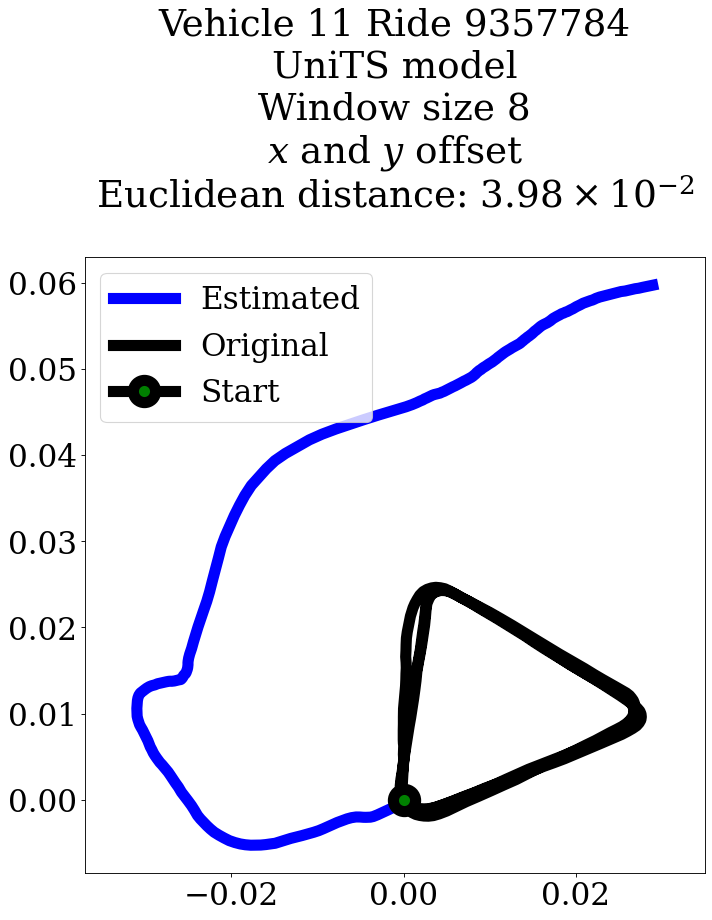 Vehicle 11 Ride 9357784
UniTS model
Window size 8
x and y offset
Euclidean distance: 3.98 × 10⁻²
Estimated
Original
Start
0.06
0.05
0.04
0.03
0.02
0.01
0.00
−0.02 0.00 0.02